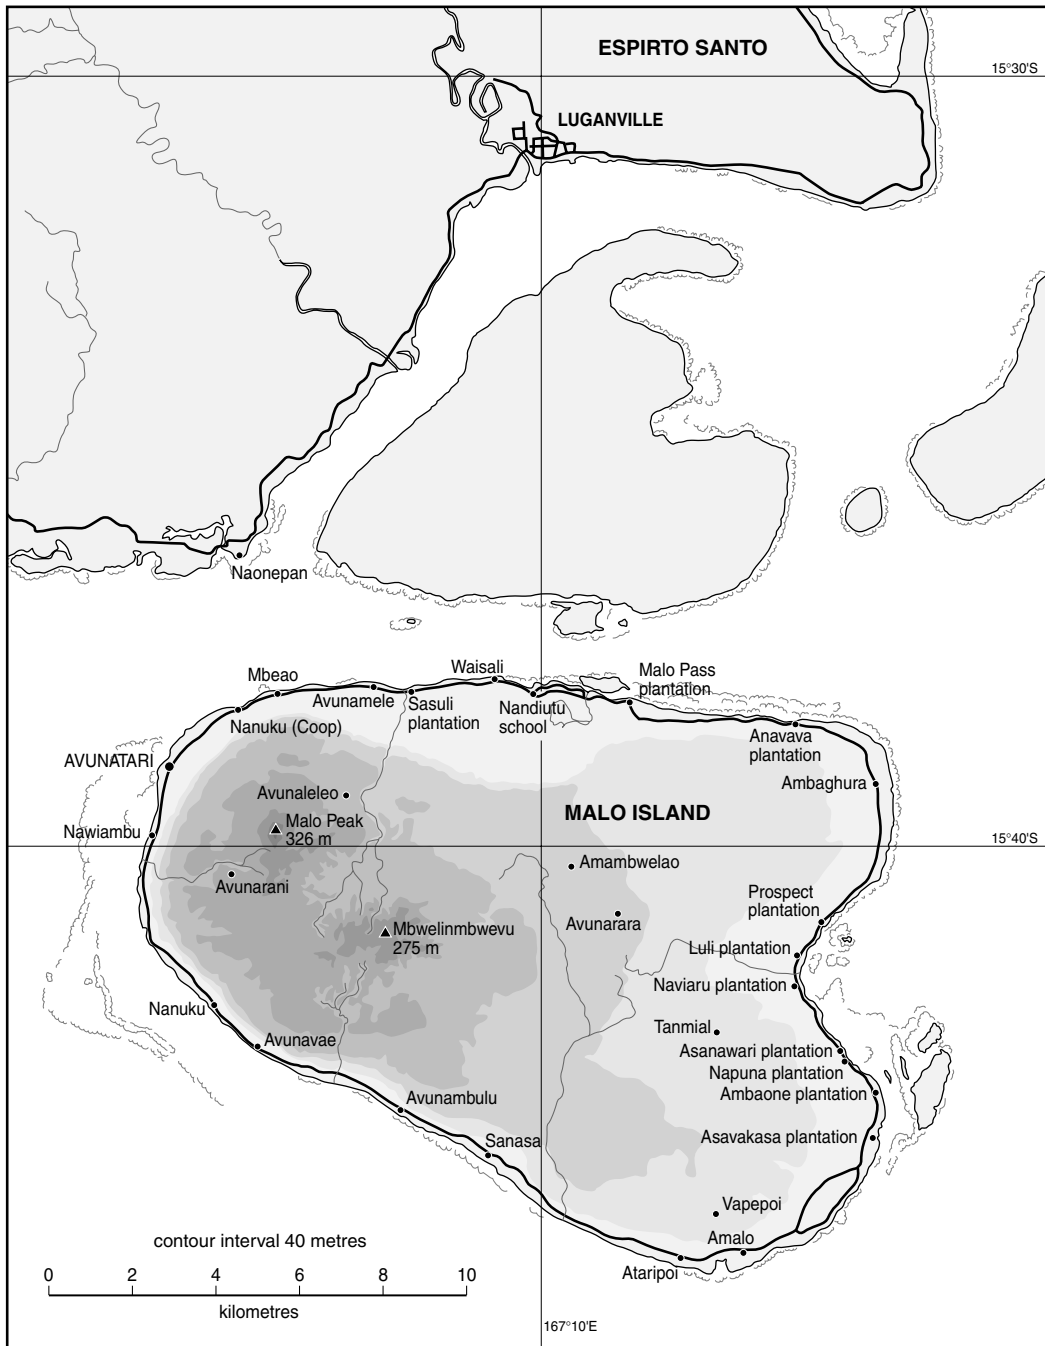 ESPIRTO SANTO
15°30'S
LUGANVILLE
Naonepan
Waisali
Mbeao
Malo Pass
plantation
Avunamele
Sasuli
plantation
Nandiutu
school
Nanuku (Coop)
Anavava
plantation
AVUNATARI
Ambaghura
Avunaleleo
MALO ISLAND
Malo Peak
326 m
Nawiambu
15°40'S
Amambwelao
Avunarani
Prospect
plantation
Avunarara
Mbwelinmbwevu
275 m
Luli plantation
Naviaru plantation
Nanuku
Tanmial
Avunavae
Asanawari plantation
Napuna plantation
Ambaone plantation
Avunambulu
Asavakasa plantation
Sanasa
Vapepoi
Amalo
contour interval 40 metres
Ataripoi
0 2 4 6 8 10
kilometres
167°10'E